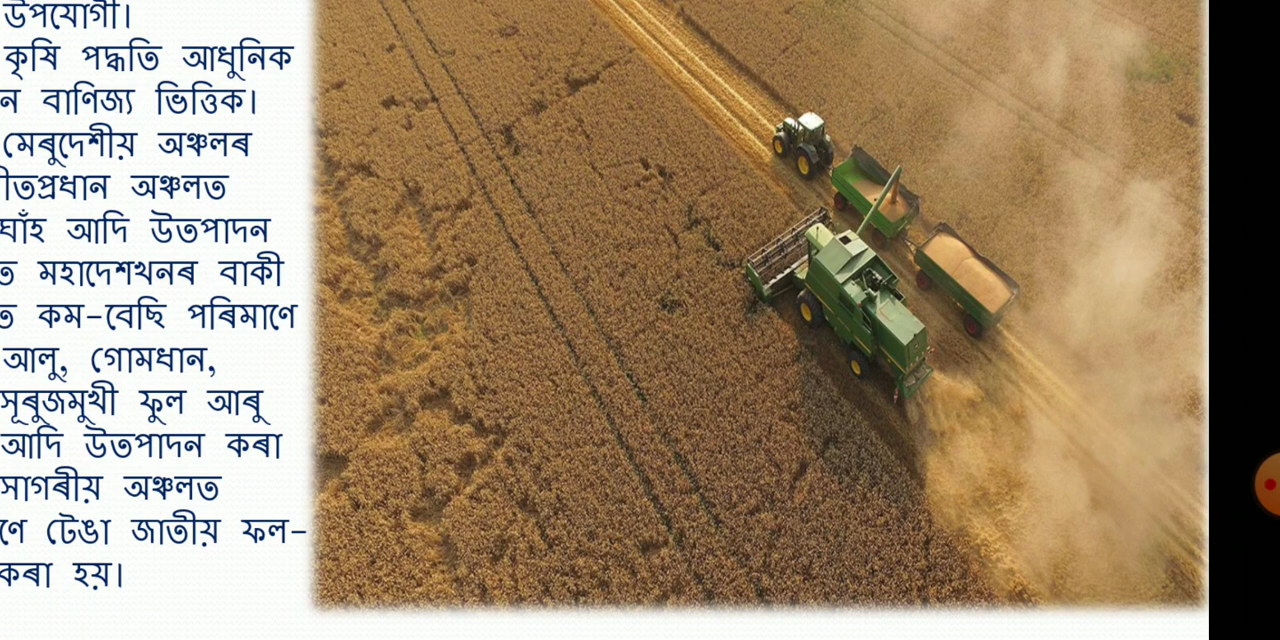 উপযোগী।
কৃষি পদ্ধতি আধুনিক
ন বাণিজ্য ভিত্তিক।
মেৰুদেশীয় অঞ্চলৰ
ীতপ্ৰধান অঞ্চলত
ঘাঁহ আদি উতপাদন
ত মহাদেশখনৰ বাকী
ত কম-বেছি পৰিমাণে
আলু, গোমধান,
সূৰুজমুখী ফুল আৰু
আদি উতপাদন কৰা
সাগৰীয় অঞ্চলত
ণে টেঙা জাতীয় ফল-
কৰা হয়।